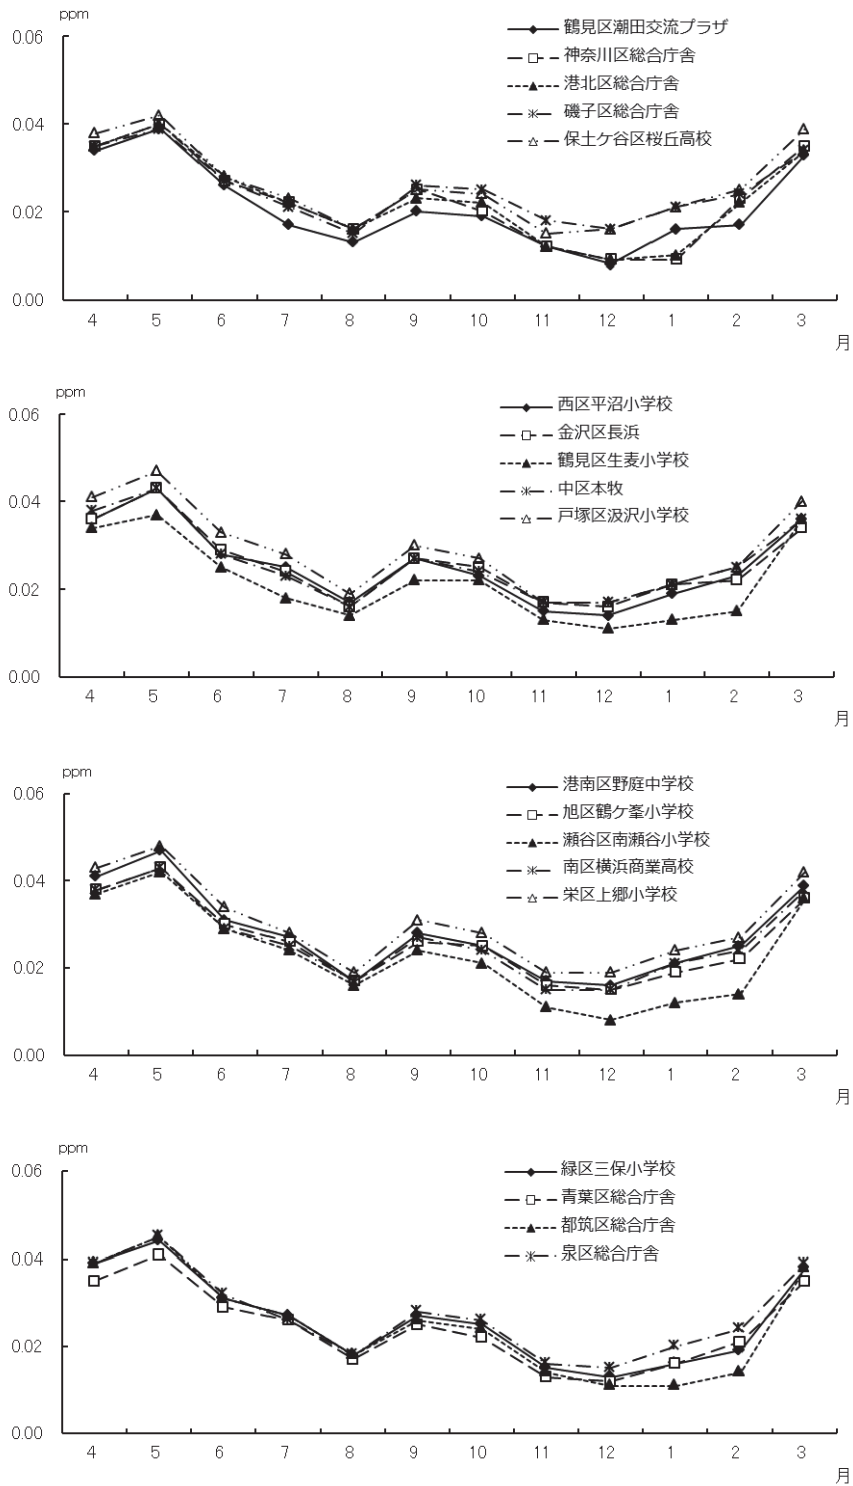 ppm
鶴見区潮田交流プラザ
神奈川区総合庁舎
港北区総合庁舎
磯子区総合庁舎
保土ケ谷区桜丘高校
0.06
0.04
0.02
0.00
4 5 6 7 8 9 10 11 12 1 2 3
月
ppm
西区平沼小学校
金沢区長浜
鶴見区生麦小学校
中区本牧
戸塚区汲沢小学校
0.06
0.04
0.02
0.00
4 5 6 7 8 9 10 11 12 1 2 3
月
ppm
港南区野庭中学校
旭区鶴ケ峯小学校
瀬谷区南瀬谷小学校
南区横浜商業高校
栄区上郷小学校
0.06
0.04
0.02
0.00
4 5 6 7 8 9 10 11 12 1 2 3
月
ppm
緑区三保小学校
青葉区総合庁舎
都筑区総合庁舎
泉区総合庁舎
0.06
0.04
0.02
0.00
4 5 6 7 8 9 10 11 12 1 2 3
月